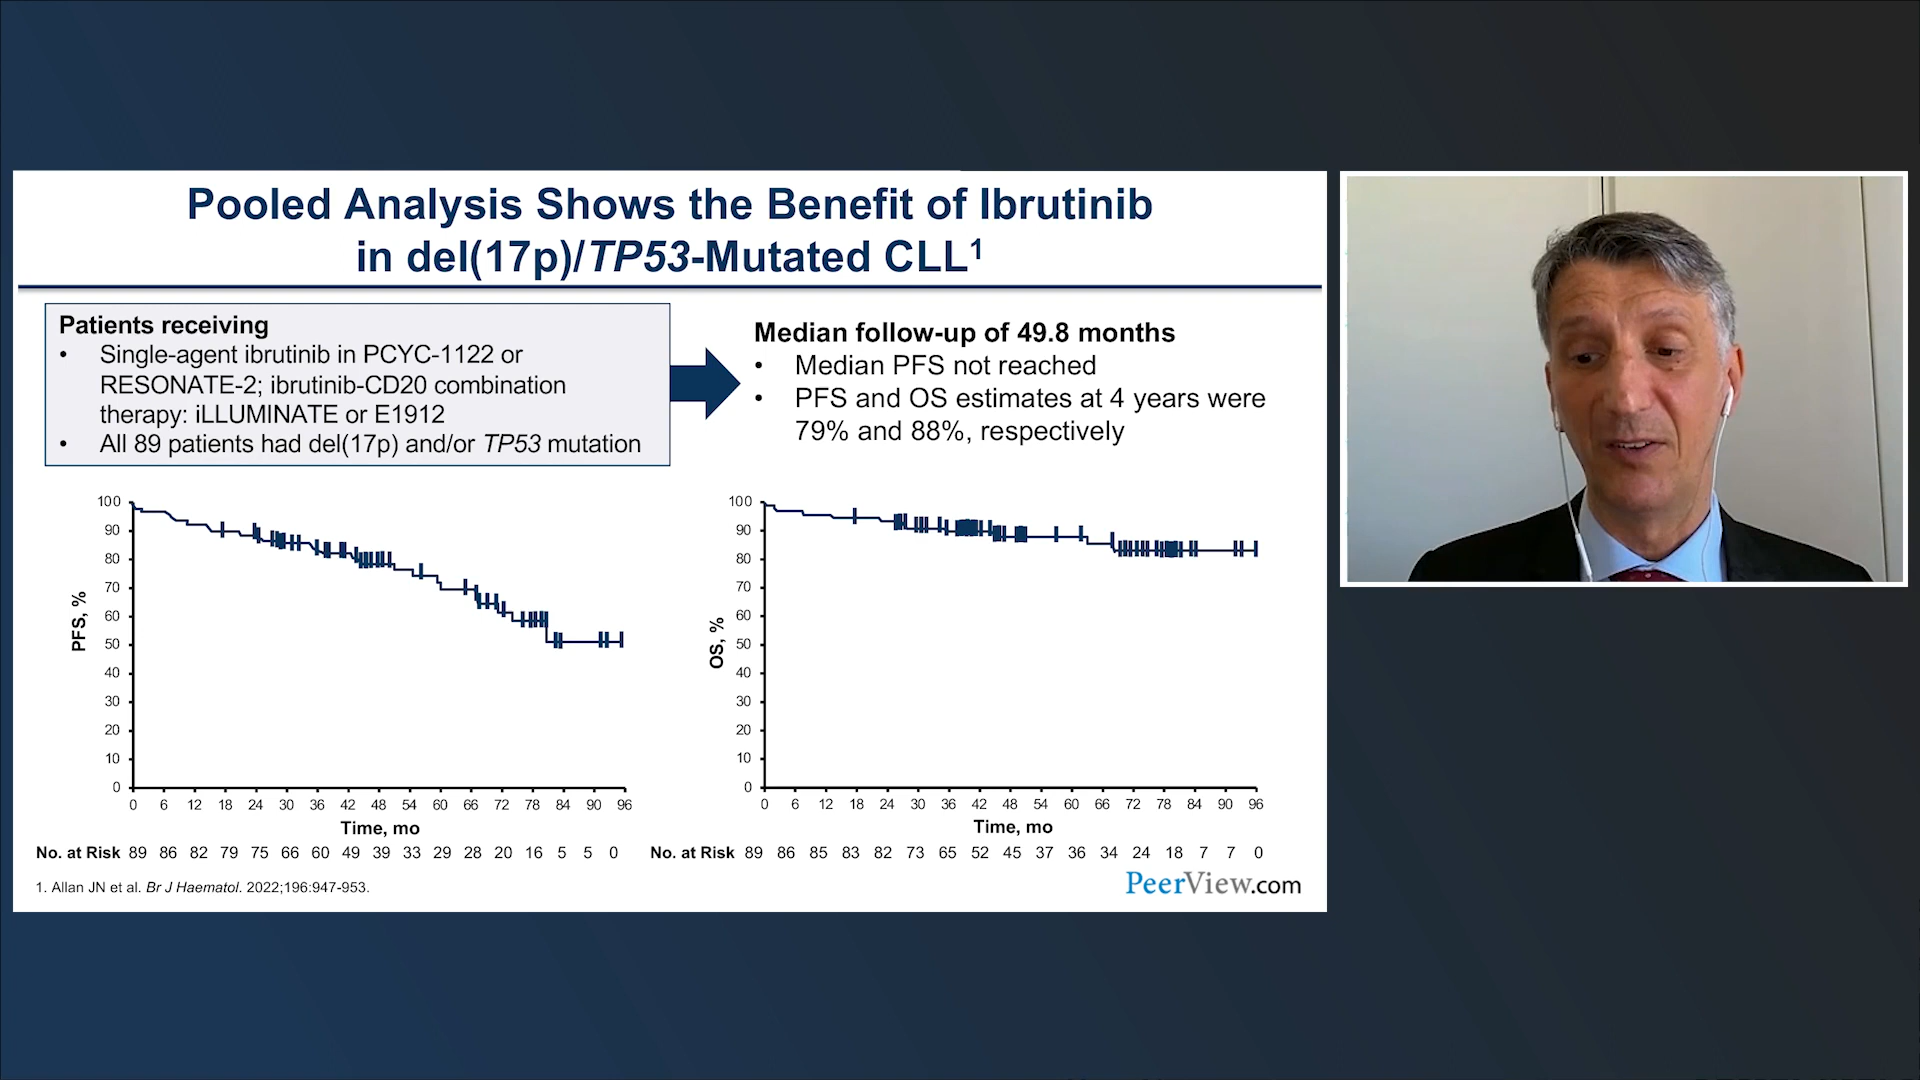 Pooled Analysis Shows the Benefit of Ibrutinib
in del(17p)/TP53-Mutated CLL1
Patients receiving
• Single-agent ibrutinib in PCYC-1122 or
RESONATE-2; ibrutinib-CD20 combination
therapy: iLLUMINATE or E1912
• All 89 patients had del(17p) and/or TP53 mutation
Median follow-up of 49.8 months
• Median PFS not reached
• PFS and OS estimates at 4 years were
79% and 88%, respectively
PFS, %
100
90
80
70
60
50
40
30
20
10
0
0 6 12 18 24 30 36 42 48 54 60 66 72 78 84 90 96
Time, mo
No. at Risk 89 86 82 79 75 66 60 49 39 33 29 28 20 16 5 5 0
OS, %
100
90
80
70
60
50
40
30
20
10
0
0 6 12 18 24 30 36 42 48 54 60 66 72 78 84 90 96
Time, mo
No. at Risk 89 86 85 83 82 73 65 52 45 37 36 34 24 18 7 7 0
1. Allan JN et al. Br J Haematol. 2022;196:947-953.
PeerView.com